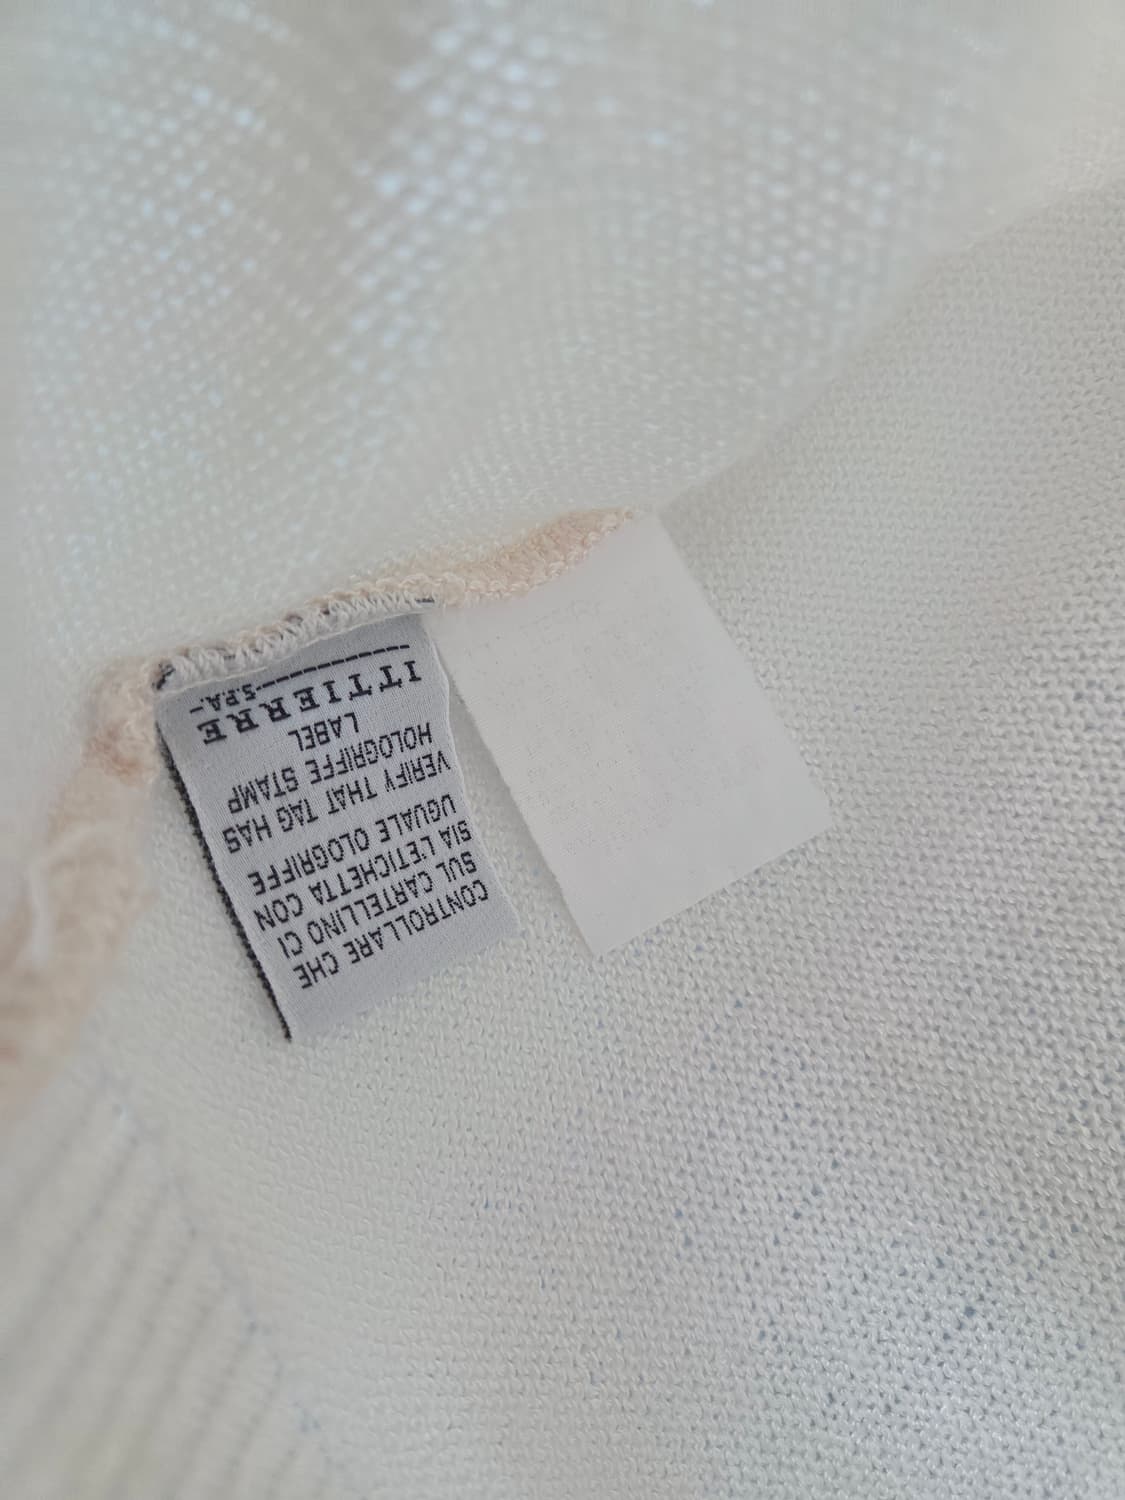 CONTROLLARE CHE
SUL CARTELLINO CI
SIA L'ETICHETTA CON
UGUALE OLOGRIFFE
VERIFY THAT TAG HAS
HOLOGRIFFE STAMP
LABEL
ITTIERRE
S.P.A.